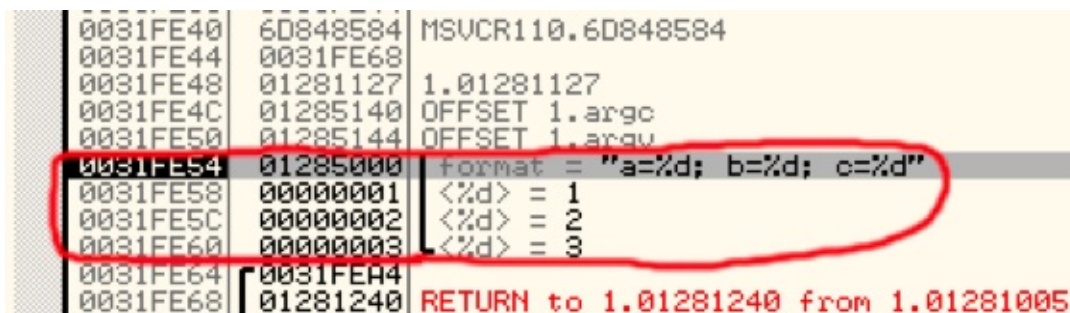 0031FE40 6D848584 MSVCR110.6D848584
0031FE44 0031FE68
0031FE48 01281127 1.01281127
0031FE4C 01285140 OFFSET 1.argc
0031FE50 01285144 OFFSET 1.argv
0031FE54 01285000 format = "a=%d; b=%d; c=%d"
0031FE58 00000001 <%d> = 1
0031FE5C 00000002 <%d> = 2
0031FE60 00000003 <%d> = 3
0031FE64 0031FEA4
0031FE68 01281240 RETURN to 1.01281240 from 1.01281005